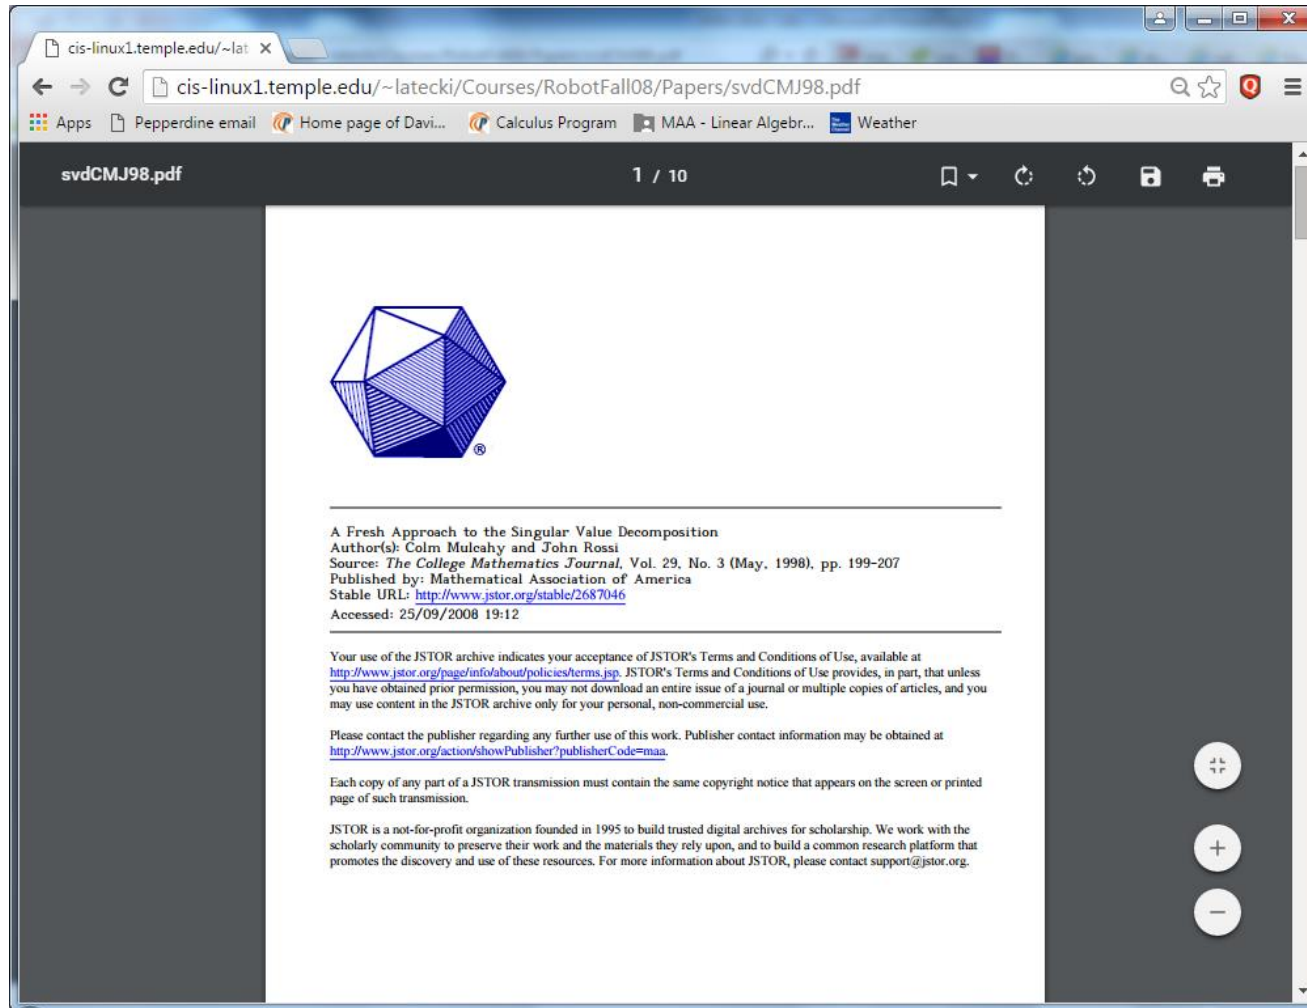 cis-linux1.temple.edu/~lat
cis-linux1.temple.edu/~latecki/Courses/RobotFall08/Papers/svdCMJ98.pdf
Apps Pepperdine email Home page of Davi... Calculus Program MAA - Linear Algebr... Weather
svdCMJ98.pdf 1 / 10
®
A Fresh Approach to the Singular Value Decomposition
Author(s): Colm Mulcahy and John Rossi
Source: The College Mathematics Journal, Vol. 29, No. 3 (May, 1998), pp. 199-207
Published by: Mathematical Association of America
Stable URL: http://www.jstor.org/stable/2687046
Accessed: 25/09/2008 19:12
Your use of the JSTOR archive indicates your acceptance of JSTOR's Terms and Conditions of Use, available at
http://www.jstor.org/page/info/about/policies/terms.jsp. JSTOR's Terms and Conditions of Use provides, in part, that unless
you have obtained prior permission, you may not download an entire issue of a journal or multiple copies of articles, and you
may use content in the JSTOR archive only for your personal, non-commercial use.
Please contact the publisher regarding any further use of this work. Publisher contact information may be obtained at
http://www.jstor.org/action/showPublisher?publisherCode=maa.
Each copy of any part of a JSTOR transmission must contain the same copyright notice that appears on the screen or printed
page of such transmission.
JSTOR is a not-for-profit organization founded in 1995 to build trusted digital archives for scholarship. We work with the
scholarly community to preserve their work and the materials they rely upon, and to build a common research platform that
promotes the discovery and use of these resources. For more information about JSTOR, please contact support@jstor.org.